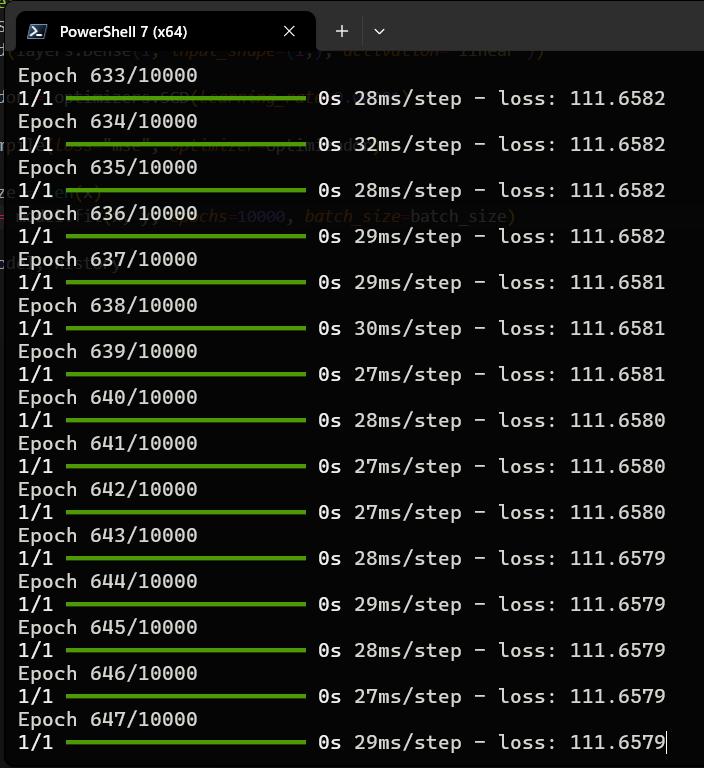 PowerShell 7 (x64)
Epoch 633/10000
1/1 0s 28ms/step - loss: 111.6582
Epoch 634/10000
1/1 0s 32ms/step - loss: 111.6582
Epoch 635/10000
1/1 0s 28ms/step - loss: 111.6582
Epoch 636/10000
1/1 0s 29ms/step - loss: 111.6582
Epoch 637/10000
1/1 0s 29ms/step - loss: 111.6581
Epoch 638/10000
1/1 0s 30ms/step - loss: 111.6581
Epoch 639/10000
1/1 0s 27ms/step - loss: 111.6581
Epoch 640/10000
1/1 0s 28ms/step - loss: 111.6580
Epoch 641/10000
1/1 0s 27ms/step - loss: 111.6580
Epoch 642/10000
1/1 0s 27ms/step - loss: 111.6580
Epoch 643/10000
1/1 0s 28ms/step - loss: 111.6579
Epoch 644/10000
1/1 0s 29ms/step - loss: 111.6579
Epoch 645/10000
1/1 0s 28ms/step - loss: 111.6579
Epoch 646/10000
1/1 0s 27ms/step - loss: 111.6579
Epoch 647/10000
1/1 0s 29ms/step - loss: 111.6579